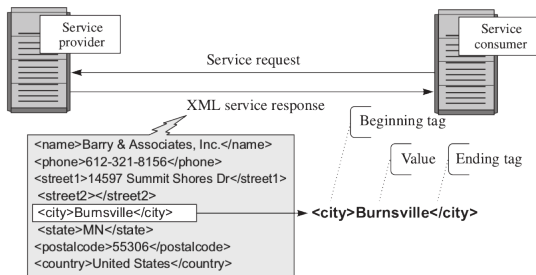 Service
provider
Service
consumer
Service request
XML service response
Beginning tag
Value
Ending tag
<name>Barry & Associates, Inc.</name>
<phone>612-321-8156</phone>
<street1>14597 Summit Shores Dr</street1>
<street2></street2>
<city>Burnsville</city>
<city>Burnsville</city>
<state>MN</state>
<postalcode>55306</postalcode>
<country>United States</country>